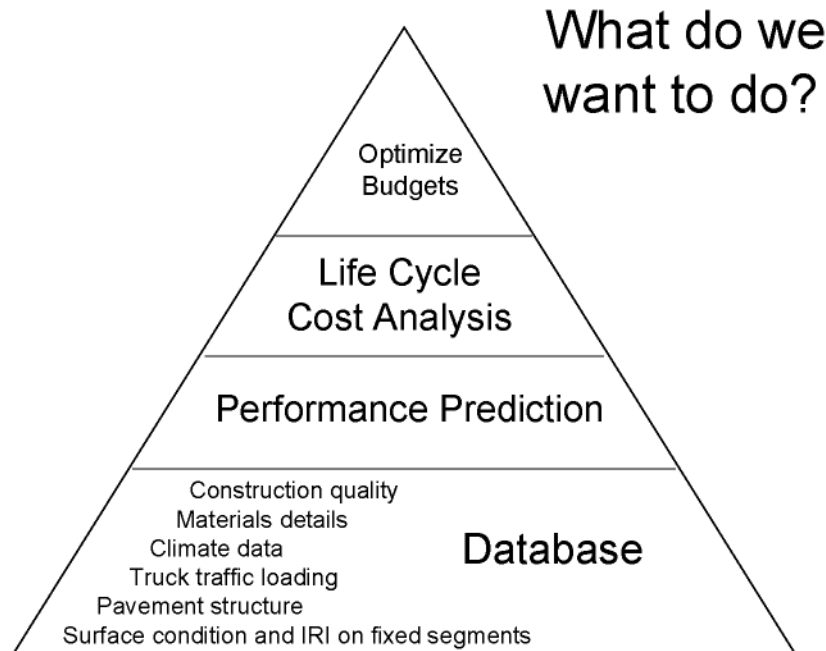 What do we
want to do?
Optimize
Budgets
Life Cycle
Cost Analysis
Performance Prediction
Construction quality
Materials details
Climate data
Database
Truck traffic loading
Pavement structure
Surface condition and IRI on fixed segments